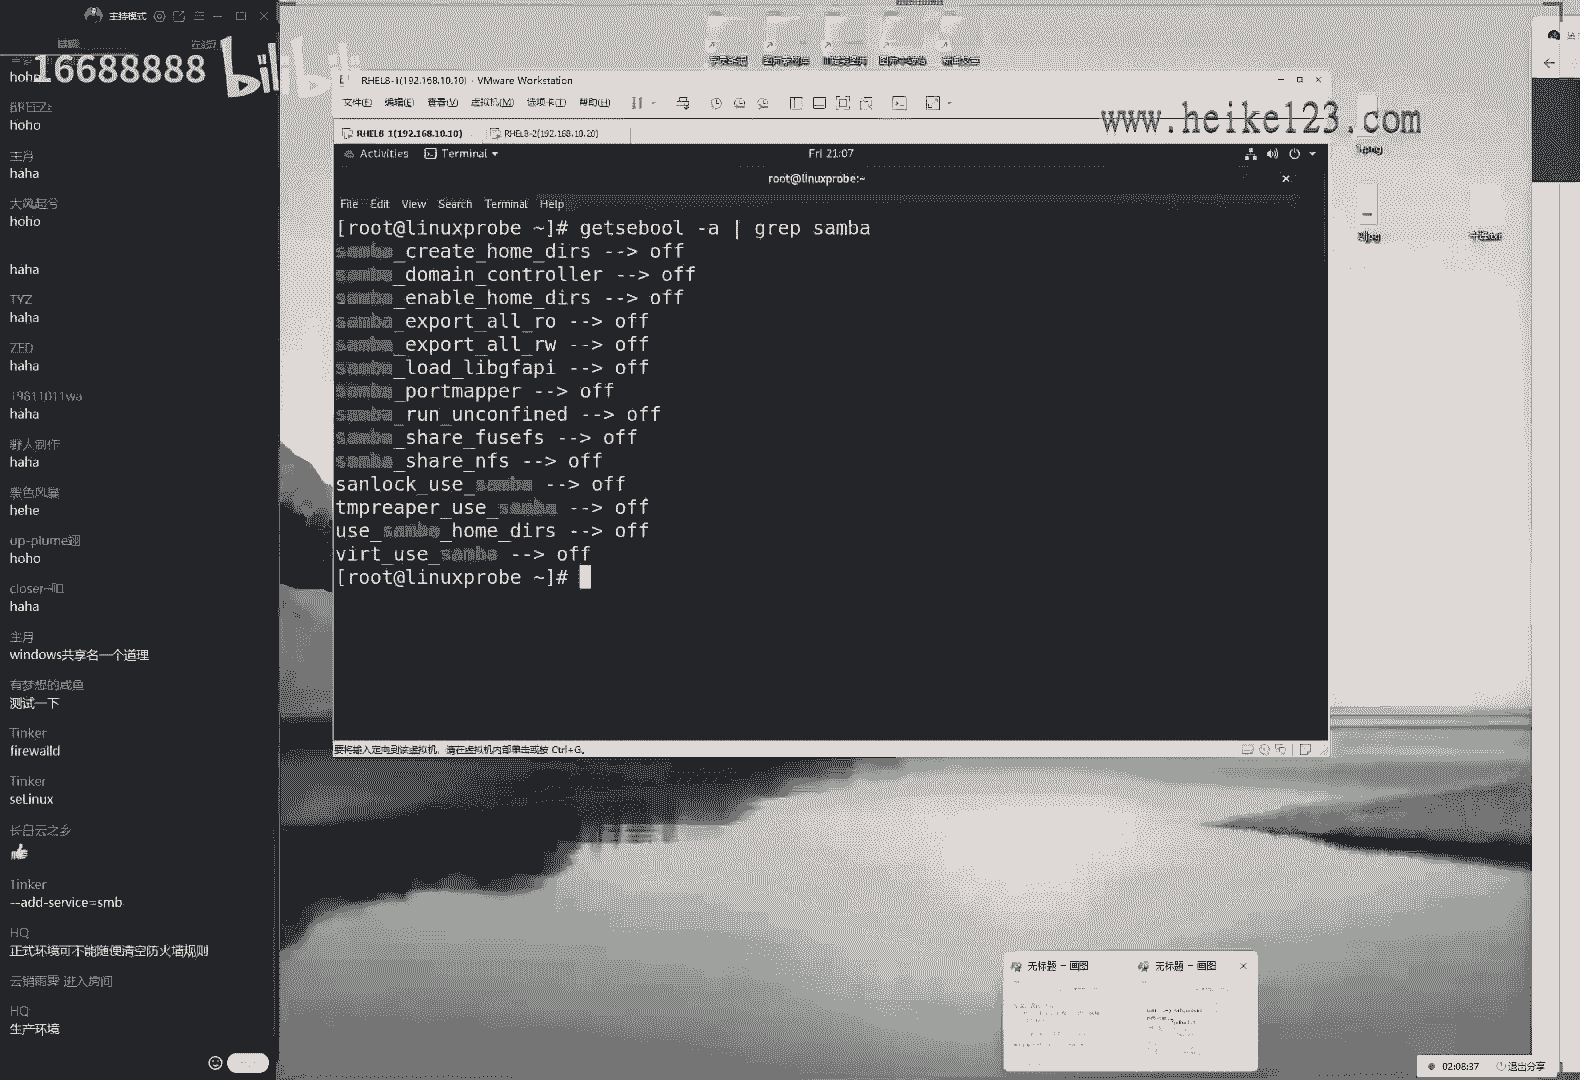 主持模式
16688888
bilibili
hoho
hoho
主月
haha
大风起兮
hoho
haha
TYZ
haha
ZED
haha
19811011wa
haha
野人制作
haha
黑色风暴
hehe
up-plume翊
hoho
closer~
haha
主月
windows共享名一个道理
有梦想的咸鱼
测试一下
Tinker
firewalld
Tinker
seLinux
长白云之乡
Tinker
--add-service=smb
HQ
正式环境可不能随便清空防火墙规则
云销雨霁 进入房间
HQ
生产环境
RHEL8-1(192.168.10.10) - VMware Workstation
文件(F) 编辑(E) 查看(V) 虚拟机(M) 选项卡(T) 帮助(H)
www.heike123.com
RHEL8-1(192.168.10.10)
RHEL8-2(192.168.10.20)
Activities
Terminal
Fri 21:07
root@linuxprobe:~
File Edit View Search Terminal Help
[root@linuxprobe ~]# getsebool -a | grep samba
samba_create_home_dirs --> off
samba_domain_controller --> off
samba_enable_home_dirs --> off
samba_export_all_ro --> off
samba_export_all_rw --> off
samba_load_libgfapi --> off
samba_portmapper --> off
samba_run_unconfined --> off
samba_share_fusefs --> off
samba_share_nfs --> off
sanlock_use_samba --> off
tmpreaper_use_samba --> off
use_samba_home_dirs --> off
virt_use_samba --> off
[root@linuxprobe ~]#
要将输入定向到该虚拟机，请在虚拟机内部单击或按 Ctrl+G。
无标题 - 画图
无标题 - 画图
02:08:37
退出分享